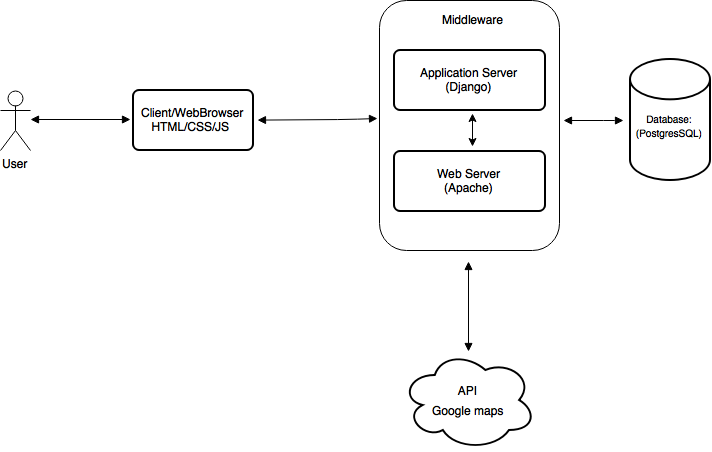 Middleware
Application Server
(Django)
Client/WebBrowser
HTML/CSS/JS
Database:
(PostgresSQL)
User
Web Server
(Apache)
API
Google maps